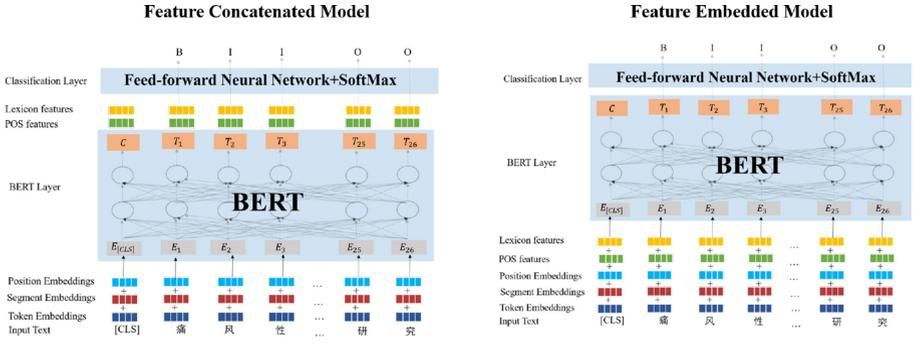 Feature Concatenated Model
B I I O O
Classification Layer
Feed-forward Neural Network+SoftMax
Lexicon features
POS features
C T1 T2 T3 T25 T26
BERT Layer
BERT
E[CLS] E1 E2 E3 E25 E26
Position Embeddings + + + + ... + +
Segment Embeddings + + + + ... + +
Token Embeddings
Input Text [CLS] 痛 风 性 ... 研 究
Feature Embedded Model
B I I O O
Classification Layer
Feed-forward Neural Network+SoftMax
C T1 T2 T3 T25 T26
BERT Layer
BERT
E[CLS] E1 E2 E3 E25 E26
Lexicon features
+ + + + ... + +
POS features
+ + + + + +
Position Embeddings
+ + + + ... + +
Segment Embeddings
+ + + + + +
Token Embeddings
Input Text [CLS] 痛 风 性 ... 研 究